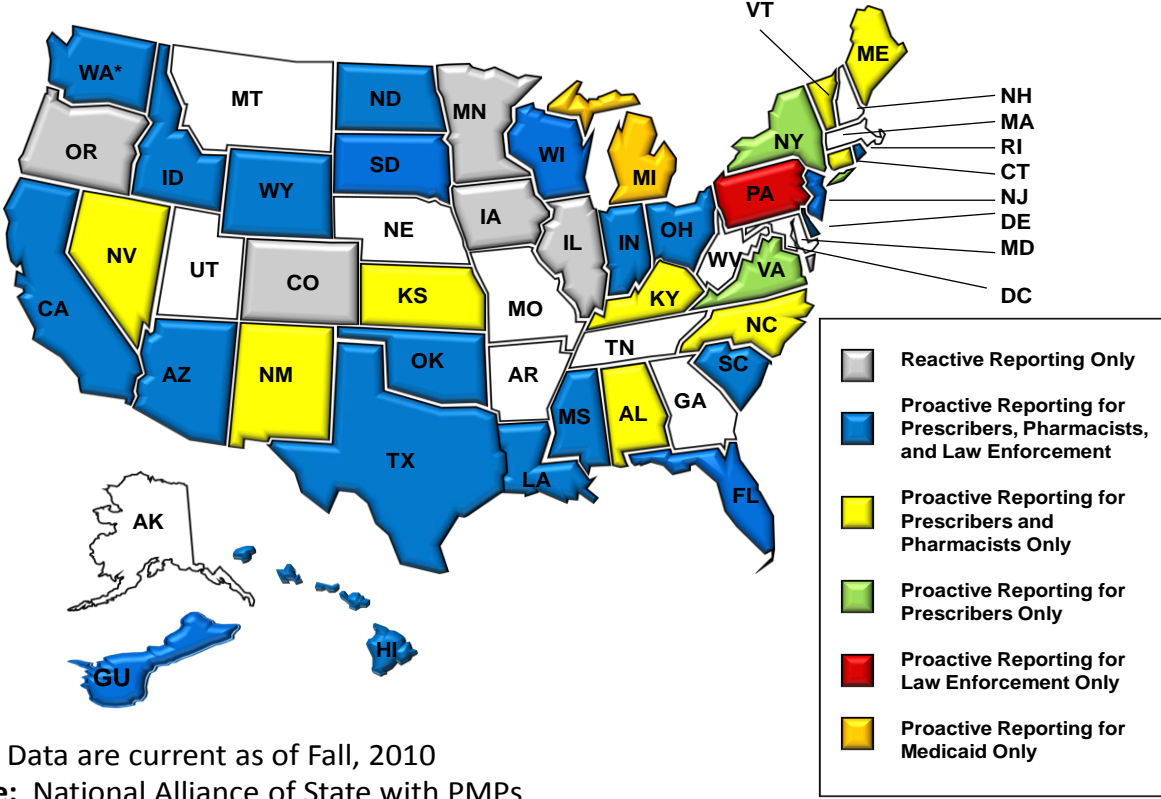 VT
ME
WA*
MT
ND
MN
NH
MA
OR
NY
RI
ID
SD
WI
CT
WY
MI
PA
NJ
IA
DE
NE
OH
IL
IN
MD
NV
UT
WV
VA
CO
KS
KY
DC
CA
MO
NC
TN
OK
SC
AZ
NM
AR
GA
MS
AL
TX
LA
FL
AK
HI
GU
Reactive Reporting Only
Proactive Reporting for
Prescribers, Pharmacists,
and Law Enforcement
Proactive Reporting for
Prescribers and
Pharmacists Only
Proactive Reporting for
Prescribers Only
Proactive Reporting for
Law Enforcement Only
Proactive Reporting for
Medicaid Only
Data are current as of Fall, 2010
e: National Alliance of State with PMPs